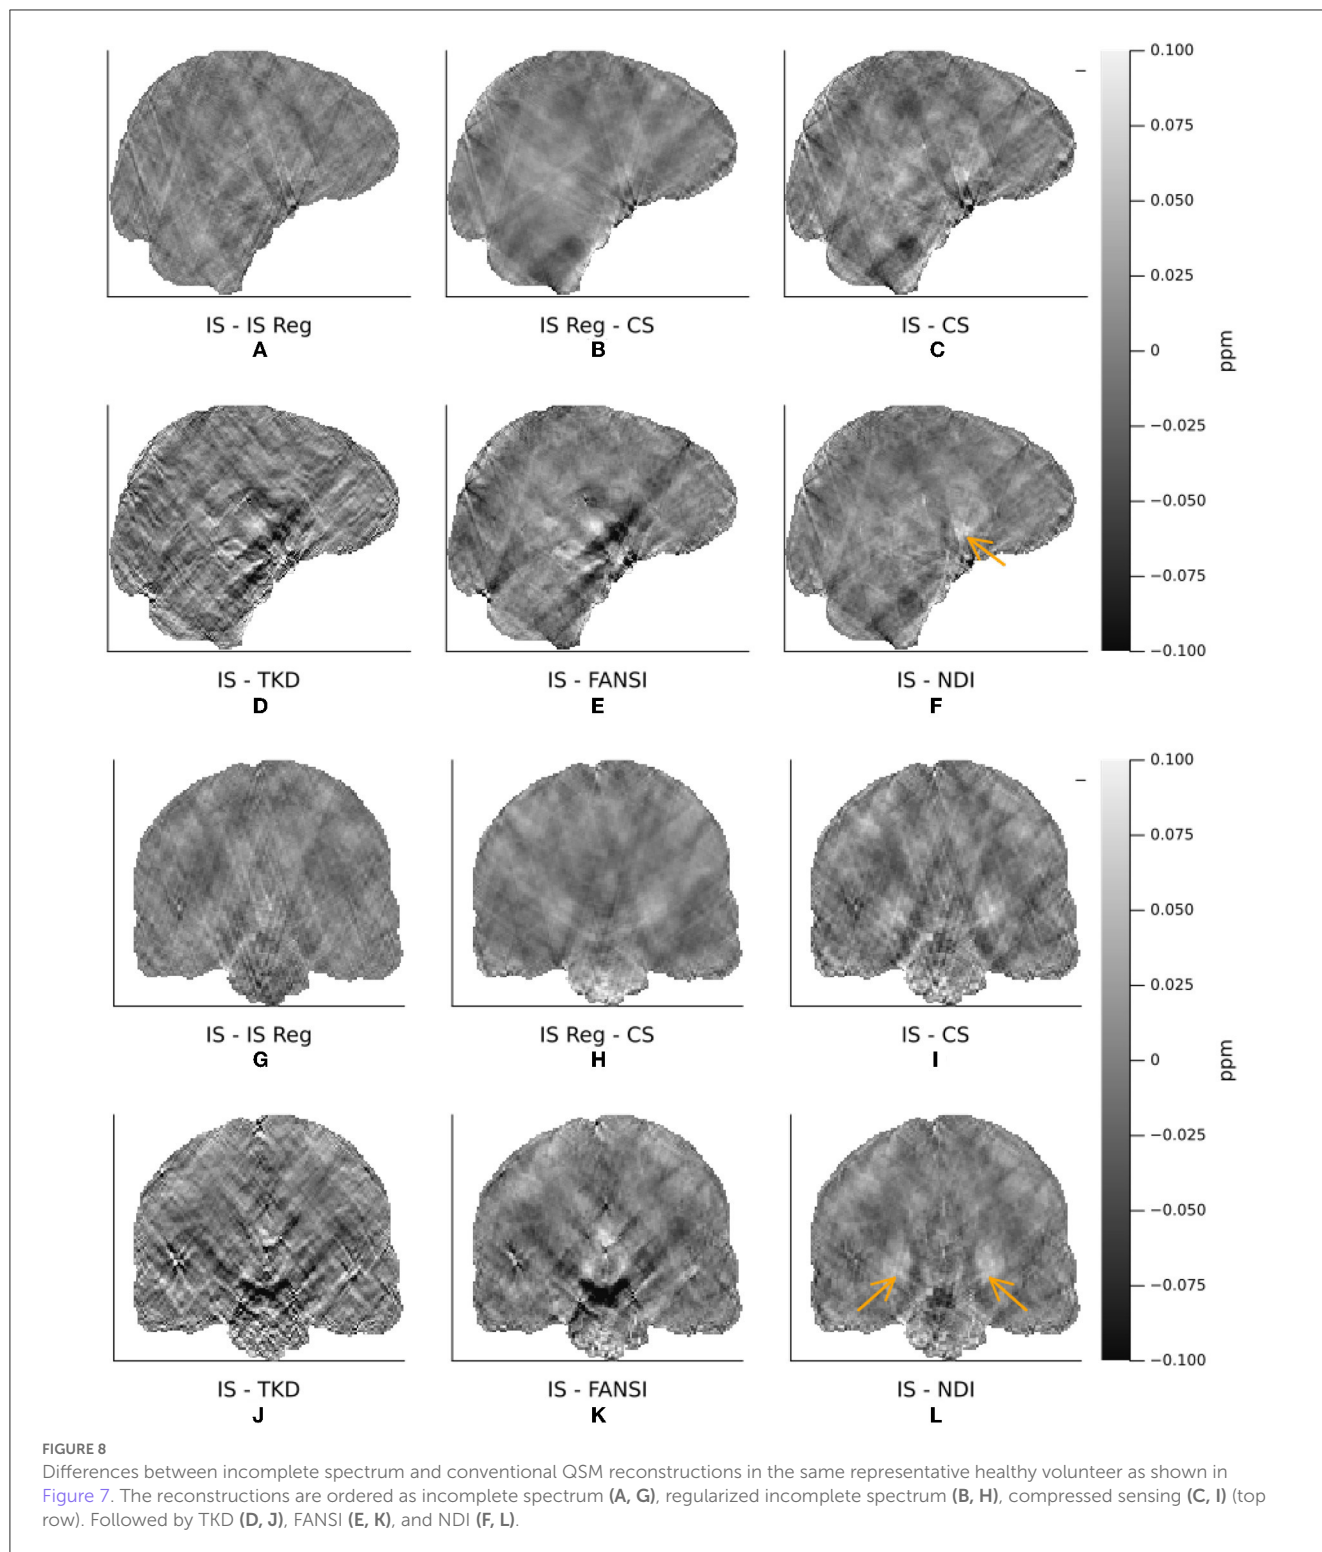 0.100
0.075
0.050
0.025
0
−0.025
−0.050
−0.075
−0.100
ppm
IS - IS Reg
IS Reg - CS
IS - CS
A
B
C
IS - TKD
IS - FANSI
IS - NDI
D
E
F
0.100
0.075
0.050
0.025
0
−0.025
−0.050
−0.075
−0.100
ppm
IS - IS Reg
IS Reg - CS
IS - CS
G
H
I
IS - TKD
IS - FANSI
IS - NDI
J
K
L
FIGURE 8
Differences between incomplete spectrum and conventional QSM reconstructions in the same representative healthy volunteer as shown in
Figure 7. The reconstructions are ordered as incomplete spectrum (A, G), regularized incomplete spectrum (B, H), compressed sensing (C, I) (top
row). Followed by TKD (D, J), FANSI (E, K), and NDI (F, L).